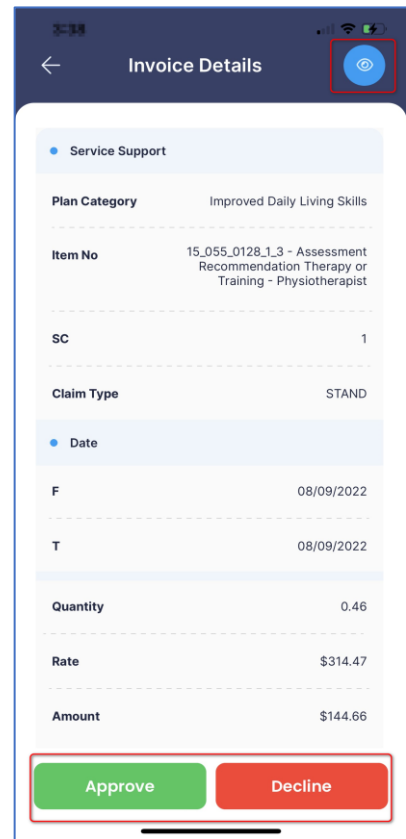 Invoice Details
Service Support
Plan Category Improved Daily Living Skills
Item No 15_055_0128_1_3 - Assessment
Recommendation Therapy or
Training - Physiotherapist
SC 1
Claim Type STAND
Date
F 08/09/2022
T 08/09/2022
Quantity 0.46
Rate $314.47
Amount $144.66
Approve Decline